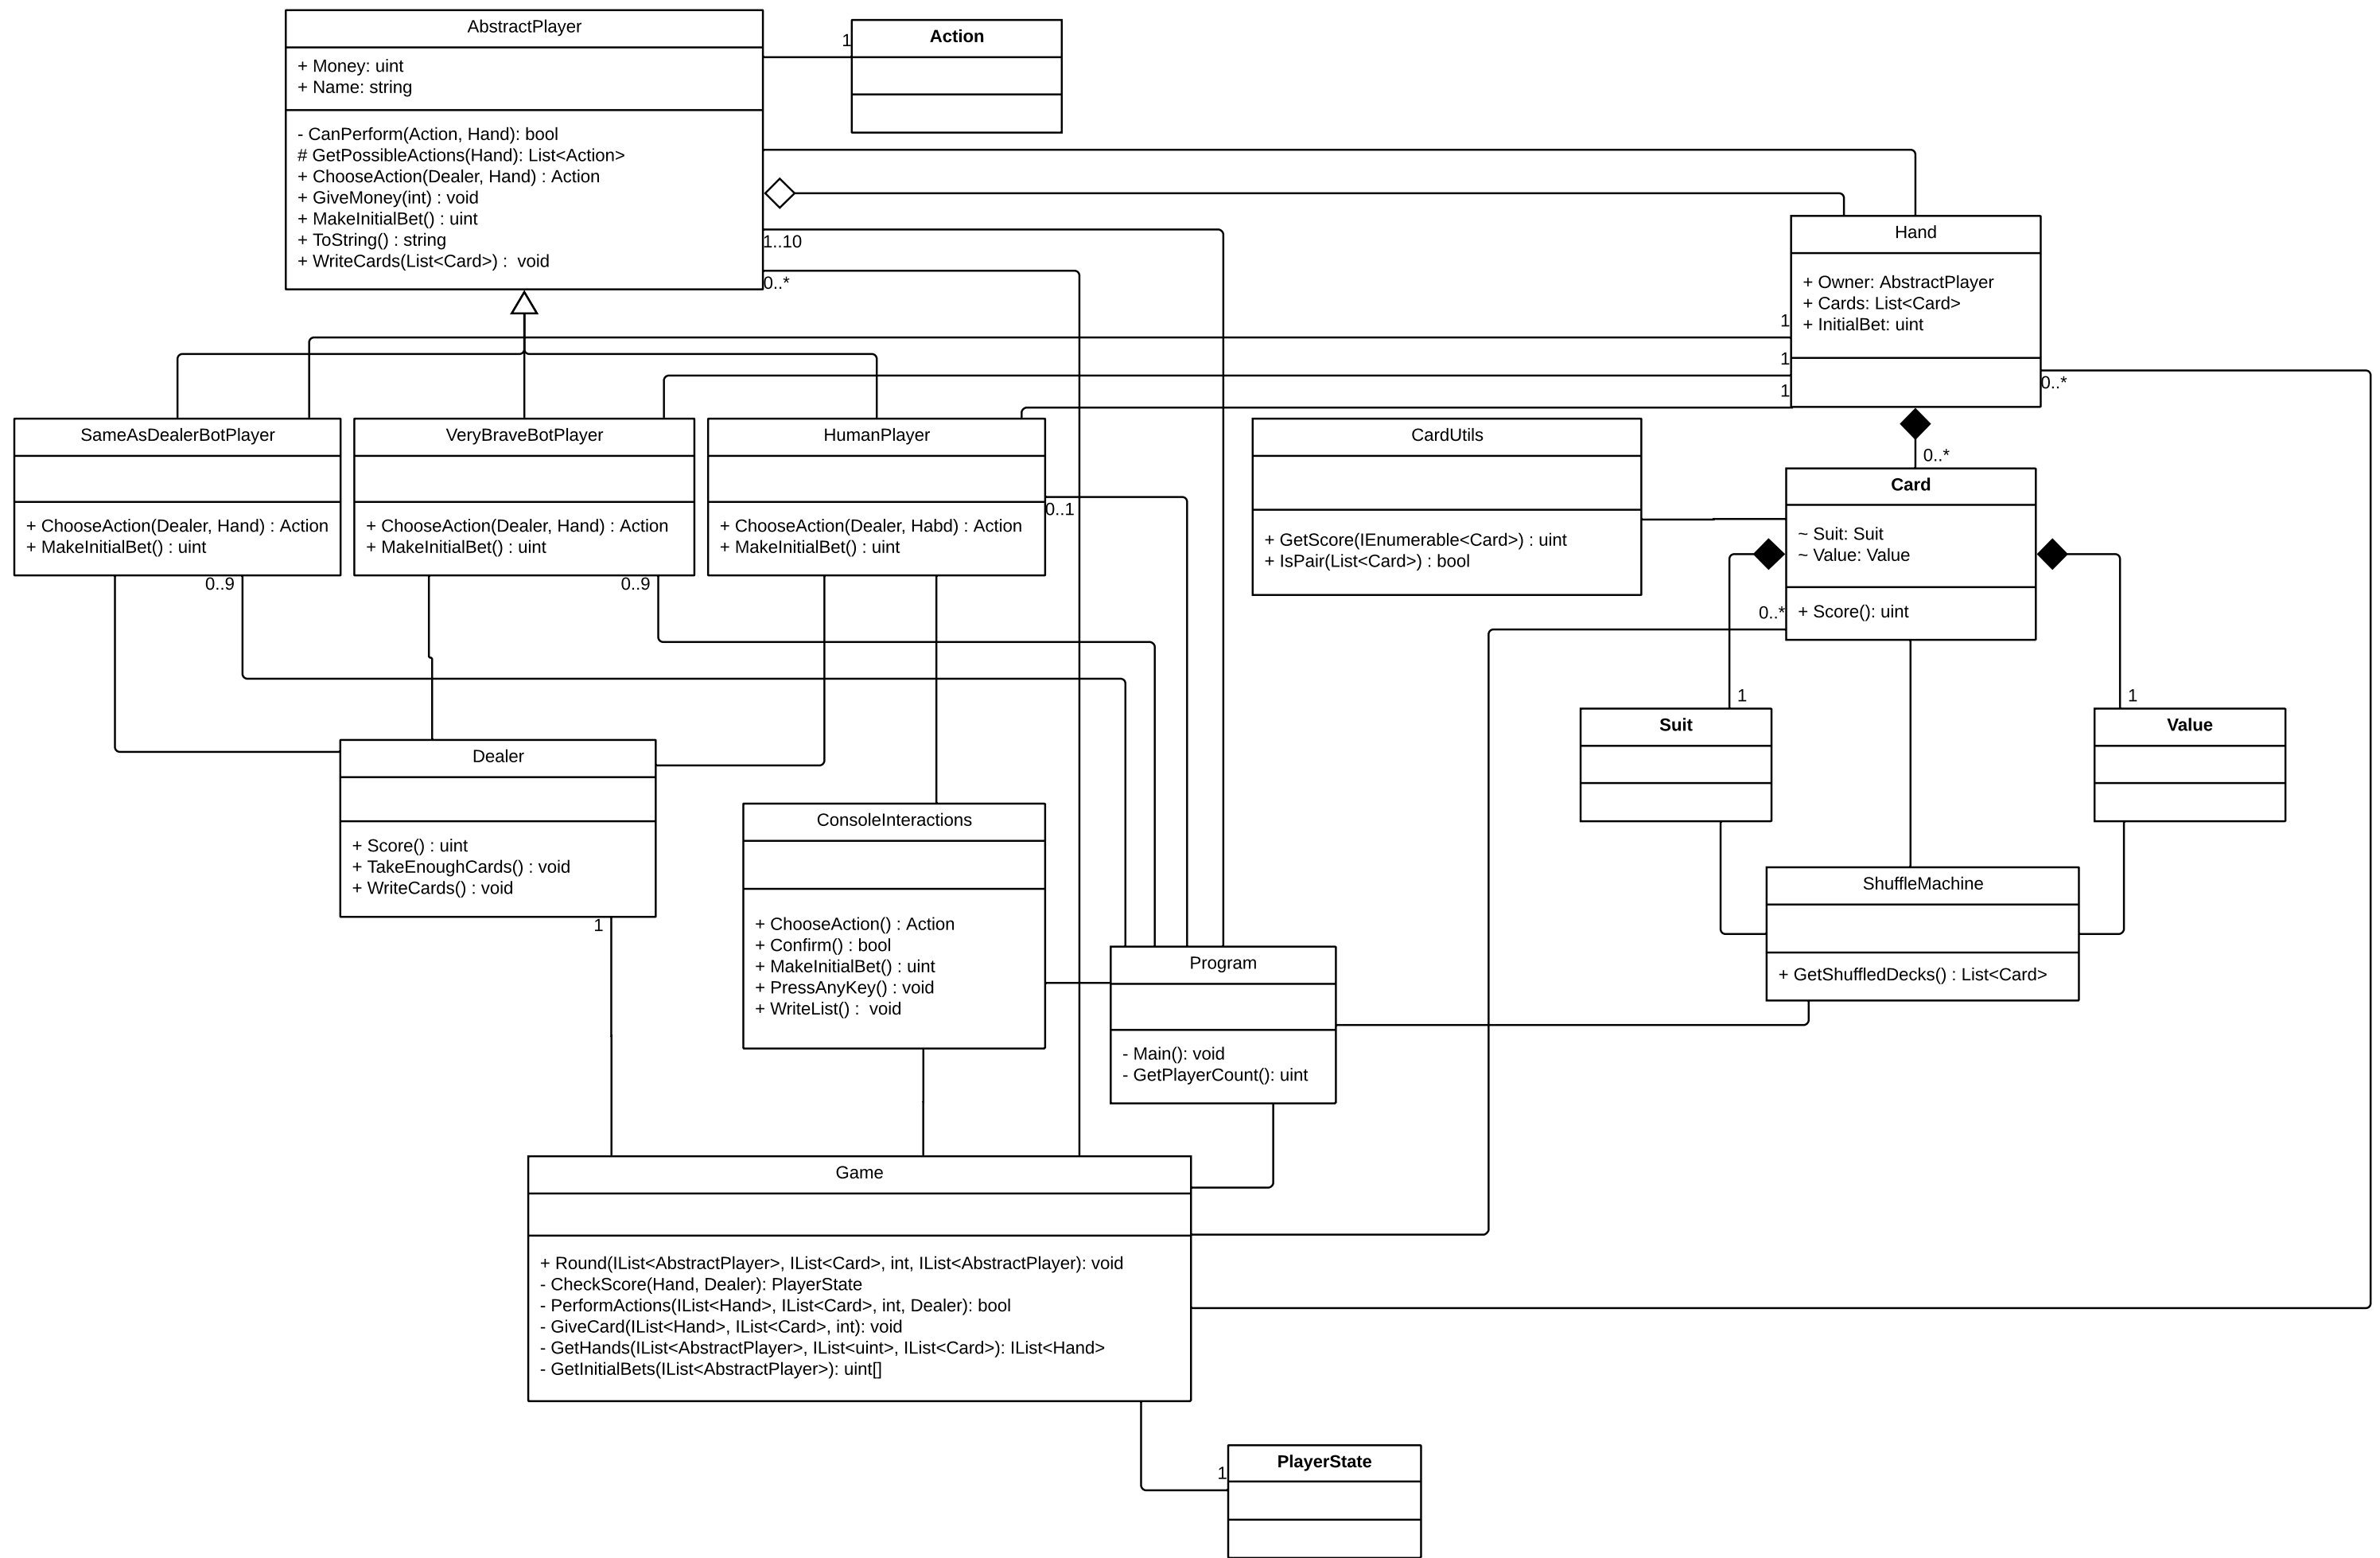 AbstractPlayer
+ Money: uint
+ Name: string
- CanPerform(Action, Hand): bool
# GetPossibleActions(Hand): List<Action>
+ ChooseAction(Dealer, Hand) : Action
+ GiveMoney(int) : void
+ MakeInitialBet() : uint
+ ToString() : string
+ WriteCards(List<Card>) :  void
1
Action
1..10
0..*
Hand
+ Owner: AbstractPlayer
+ Cards: List<Card>
+ InitialBet: uint
1
1
1
0..*
0..*
SameAsDealerBotPlayer
+ ChooseAction(Dealer, Hand) : Action
+ MakeInitialBet() : uint
0..9
VeryBraveBotPlayer
+ ChooseAction(Dealer, Hand) : Action
+ MakeInitialBet() : uint
0..9
HumanPlayer
+ ChooseAction(Dealer, Habd) : Action
+ MakeInitialBet() : uint
0..1
CardUtils
+ GetScore(IEnumerable<Card>) : uint
+ IsPair(List<Card>) : bool
Card
~ Suit: Suit
~ Value: Value
+ Score(): uint
0..*
1
1
Suit
Value
Dealer
+ Score() : uint
+ TakeEnoughCards() : void
+ WriteCards() : void
1
ConsoleInteractions
+ ChooseAction() : Action
+ Confirm() : bool
+ MakeInitialBet() : uint
+ PressAnyKey() : void
+ WriteList() :  void
Program
- Main(): void
- GetPlayerCount(): uint
ShuffleMachine
+ GetShuffledDecks() : List<Card>
Game
+ Round(IList<AbstractPlayer>, IList<Card>, int, IList<AbstractPlayer): void
- CheckScore(Hand, Dealer): PlayerState
- PerformActions(IList<Hand>, IList<Card>, int, Dealer): bool
- GiveCard(IList<Hand>, IList<Card>, int): void
- GetHands(IList<AbstractPlayer>, IList<uint>, IList<Card>): IList<Hand>
- GetInitialBets(IList<AbstractPlayer>): uint[]
1
PlayerState